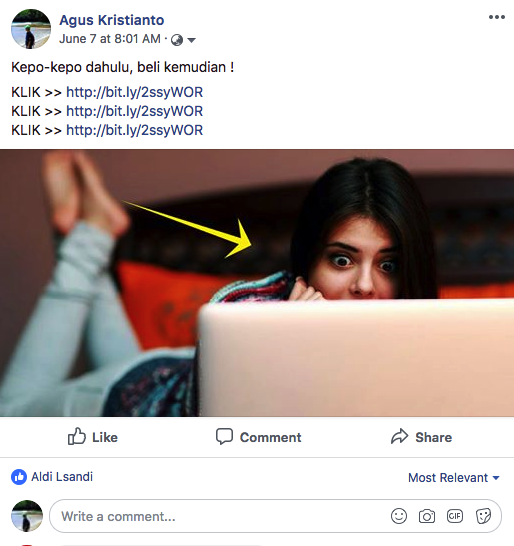 Agus Kristianto
June 7 at 8:01 AM ·
Kepo-kepo dahulu, beli kemudian !
KLIK >> http://bit.ly/2ssyWOR
KLIK >> http://bit.ly/2ssyWOR
KLIK >> http://bit.ly/2ssyWOR
Like Comment Share
Aldi Lsandi Most Relevant
Write a comment... GIF